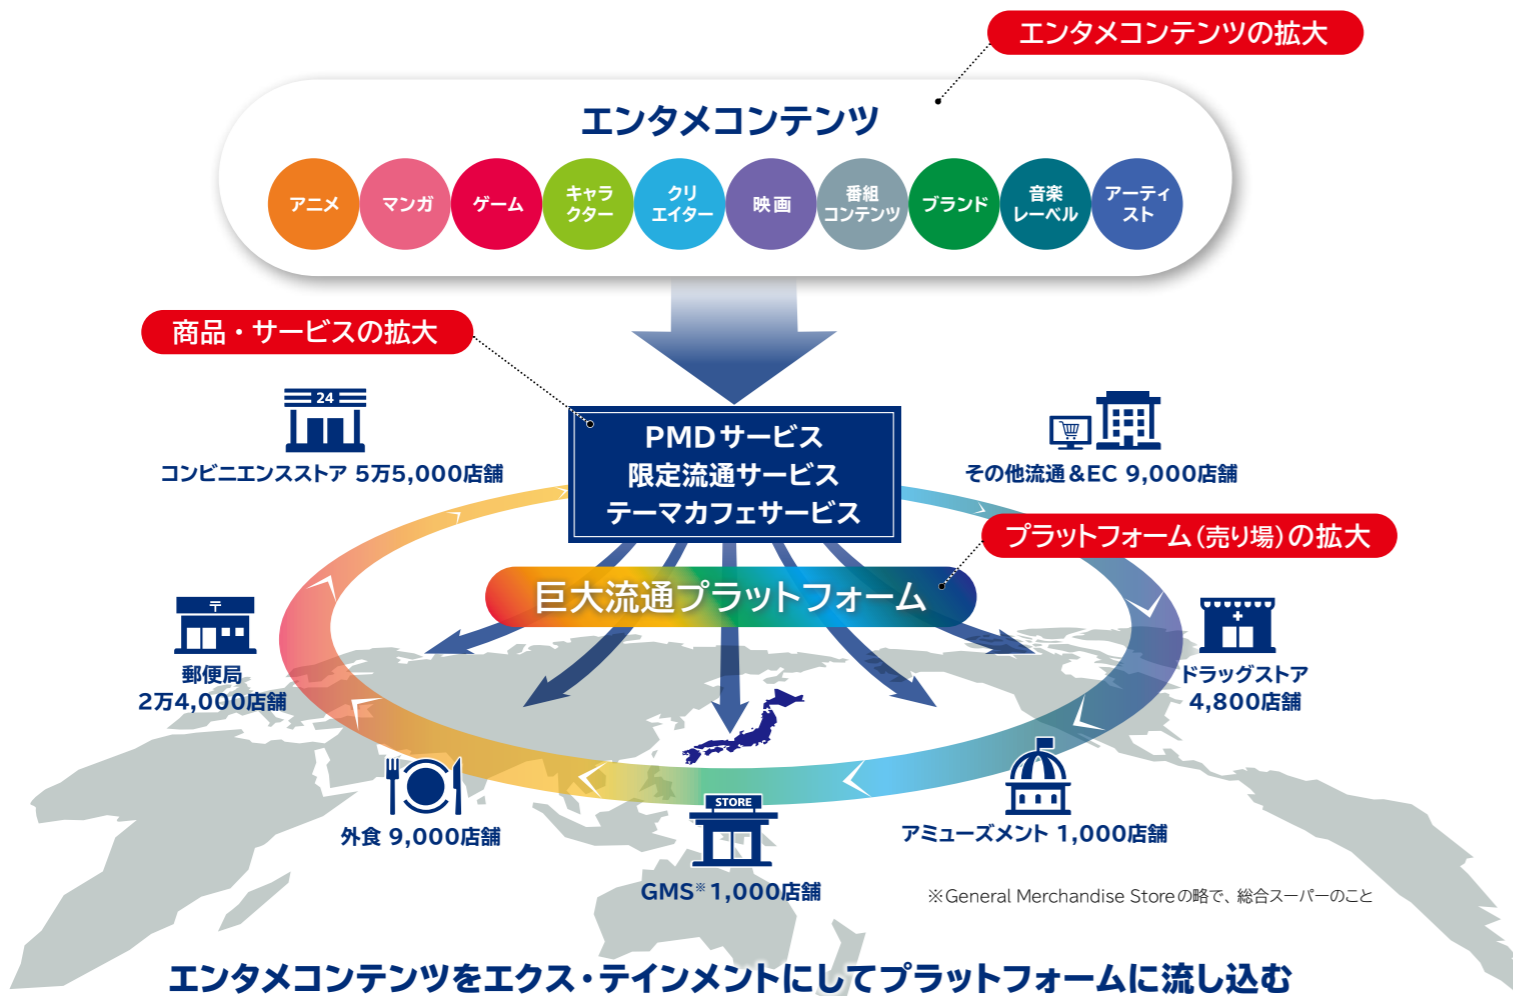 エンタメコンテンツの拡大
エンタメコンテンツ
アニメ
マンガ
ゲーム
キャラ
クター
クリ
エイター
映画
番組
コンテンツ
ブランド
音楽
レーベル
アーティ
スト
商品・サービスの拡大
24
コンビニエンスストア 5万5,000店舗
PMDサービス
限定流通サービス
テーマカフェサービス
その他流通&EC 9,000店舗
プラットフォーム(売り場)の拡大
巨大流通プラットフォーム
〒
郵便局
2万4,000店舗
ドラッグストア
4,800店舗
外食 9,000店舗
STORE
GMS※1,000店舗
アミューズメント 1,000店舗
※General Merchandise Storeの略で、総合スーパーのこと
エンタメコンテンツをエクス・テインメントにしてプラットフォームに流し込む